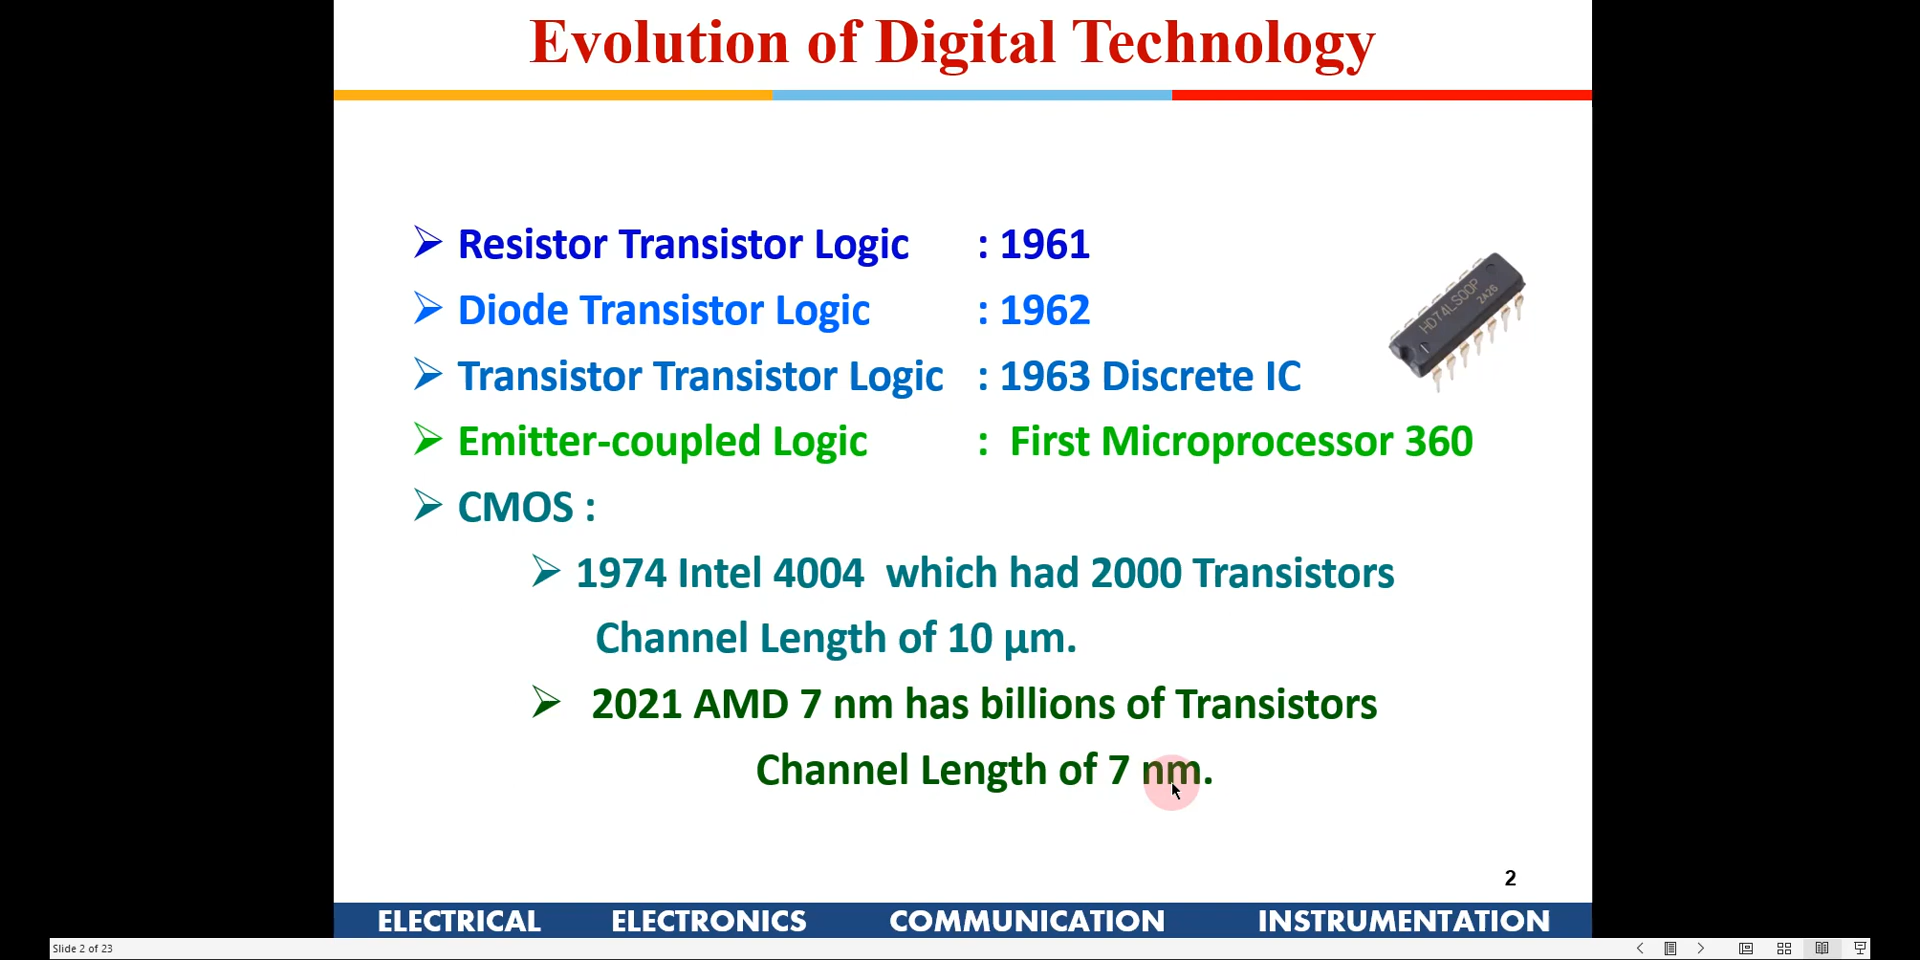 Evolution of Digital Technology
➢ Resistor Transistor Logic : 1961
➢ Diode Transistor Logic : 1962
➢ Transistor Transistor Logic : 1963 Discrete IC
➢ Emitter-coupled Logic : First Microprocessor 360
➢ CMOS :
➢ 1974 Intel 4004 which had 2000 Transistors
Channel Length of 10 µm.
➢ 2021 AMD 7 nm has billions of Transistors
Channel Length of 7 nm.
HD74LS00P
2A26
2
ELECTRICAL ELECTRONICS COMMUNICATION INSTRUMENTATION
Slide 2 of 23